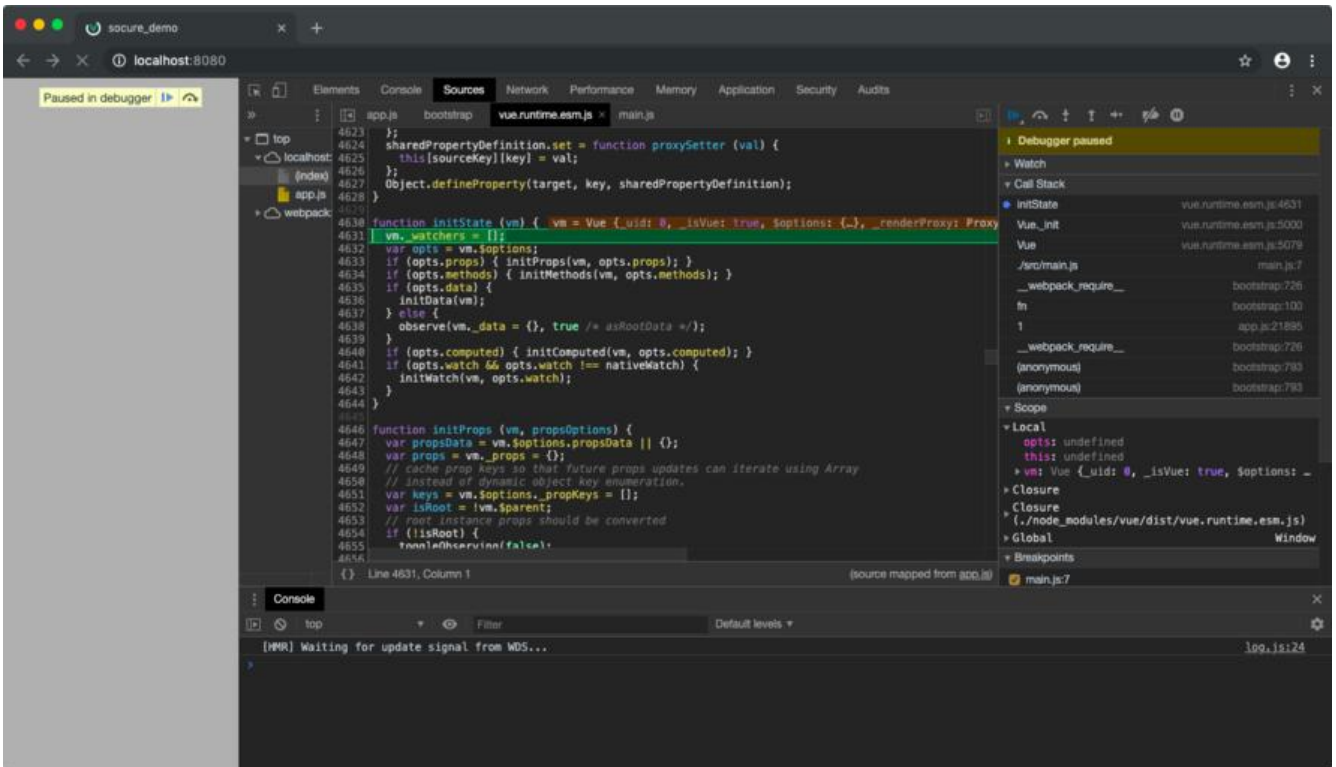 socure_demo
localhost:8080
Paused in debugger
Elements Console Sources Network Performance Memory Application Security Audits
app.js bootstrap vue.runtime.esm.js × main.js
top
localhost:
(index)
app.js
webpack:
4623 };
4624 sharedPropertyDefinition.set = function proxySetter (val) {
4625 this[sourceKey][key] = val;
4626 };
4627 Object.defineProperty(target, key, sharedPropertyDefinition);
4628 }
4629
4630 function initState (vm) { vm = Vue {_uid: 0, _isVue: true, $options: {…}, _renderProxy: Proxy
4631 vm._watchers = [];
4632 var opts = vm.$options;
4633 if (opts.props) { initProps(vm, opts.props); }
4634 if (opts.methods) { initMethods(vm, opts.methods); }
4635 if (opts.data) {
4636 initData(vm);
4637 } else {
4638 observe(vm._data = {}, true /* asRootData */);
4639 }
4640 if (opts.computed) { initComputed(vm, opts.computed); }
4641 if (opts.watch && opts.watch !== nativeWatch) {
4642 initWatch(vm, opts.watch);
4643 }
4644 }
4645
4646 function initProps (vm, propsOptions) {
4647 var propsData = vm.$options.propsData || {};
4648 var props = vm._props = {};
4649 // cache prop keys so that future props updates can iterate using Array
4650 // instead of dynamic object key enumeration.
4651 var keys = vm.$options._propKeys = [];
4652 var isRoot = !vm.$parent;
4653 // root instance props should be converted
4654 if (!isRoot) {
4655 toggleObserving(false);
4656
{} Line 4631, Column 1 (source mapped from app.js)
Debugger paused
Watch
Call Stack
initState vue.runtime.esm.js:4631
Vue._init vue.runtime.esm.js:5000
Vue vue.runtime.esm.js:5079
./src/main.js main.js:7
__webpack_require__ bootstrap:726
fn bootstrap:100
1 app.js:21895
__webpack_require__ bootstrap:726
(anonymous) bootstrap:793
(anonymous) bootstrap:793
Scope
Local
opts: undefined
this: undefined
vm: Vue {_uid: 0, _isVue: true, $options: …
Closure
Closure
(./node_modules/vue/dist/vue.runtime.esm.js)
Global Window
Breakpoints
main.js:7
Console
top Filter Default levels
[HMR] Waiting for update signal from WDS... log.js:24